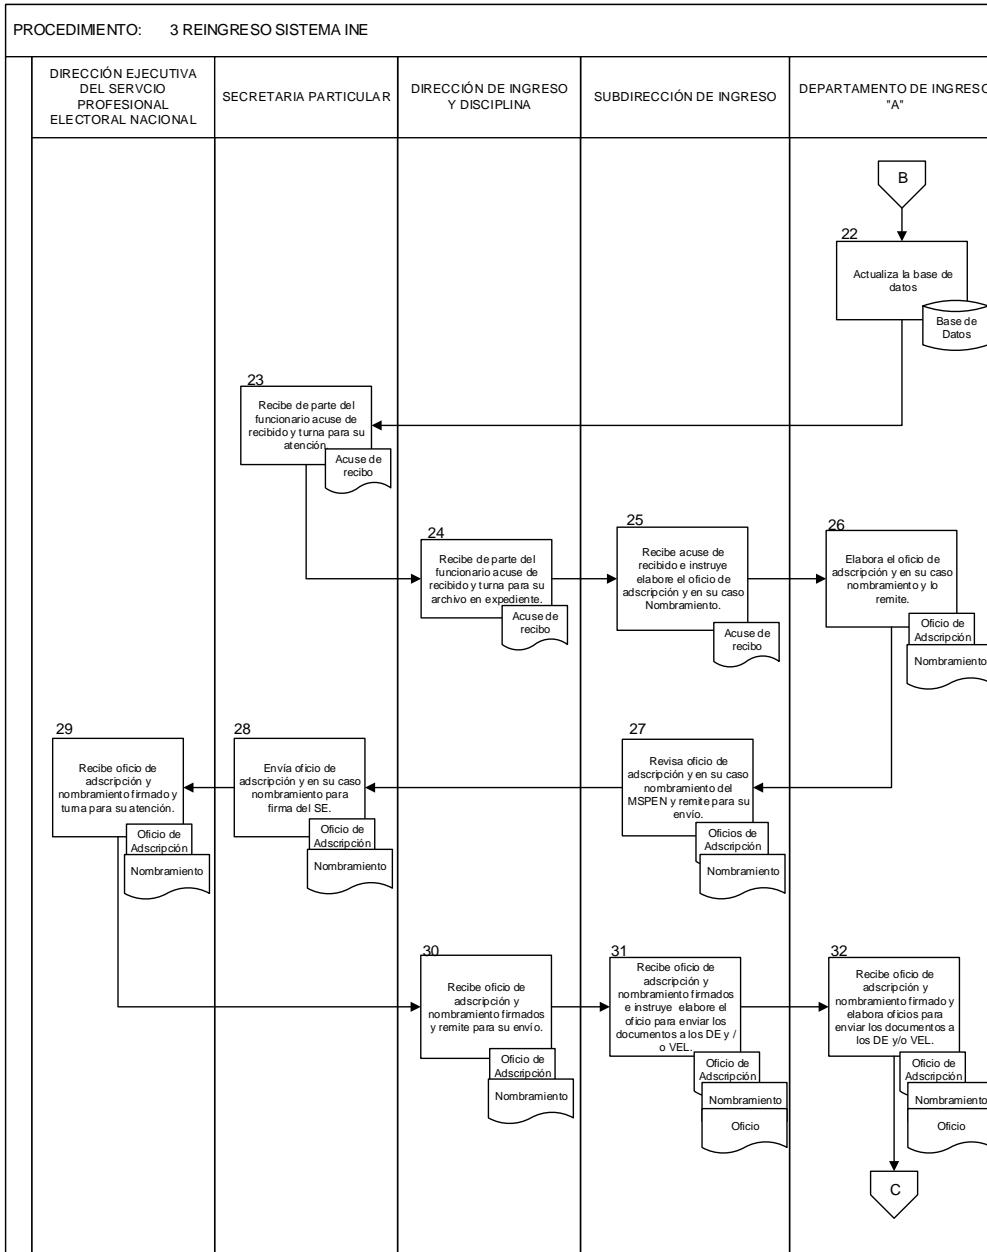 PROCEDIMIENTO: 3 REINGRESO SISTEMA INE
DIRECCIÓN EJECUTIVA
DEL SERVCIO
PROFESIONAL
ELECTORAL NACIONAL
SECRETARIA PARTICULAR
DIRECCIÓN DE INGRESO
Y DISCIPLINA
SUBDIRECCIÓN DE INGRESO
DEPARTAMENTO DE INGRESO
"A"
B
22
Actualiza la base de
datos
Base de
Datos
23
Recibe de parte del
funcionario acuse de
recibido y turna para su
atención.
Acuse de
recibo
24
Recibe de parte del
funcionario acuse de
recibido y turna para su
archivo en expediente.
Acuse de
recibo
25
Recibe acuse de
recibido e instruye
elabore el oficio de
adscripción y en su caso
Nombramiento.
Acuse de
recibo
26
Elabora el oficio de
adscripción y en su caso
nombramiento y lo
remite.
Oficio de
Adscripción
Nombramiento
29
Recibe oficio de
adscripción y
nombramiento firmado y
turna para su atención.
Oficio de
Adscripción
Nombramiento
28
Envía oficio de
adscripción y en su caso
nombramiento para
firma del SE.
Oficio de
Adscripción
Nombramiento
27
Revisa oficio de
adscripción y en su caso
nombramiento del
MSPEN y remite para su
envío.
Oficios de
Adscripción
Nombramiento
30
Recibe oficio de
adscripción y
nombramiento firmados
y remite para su envío.
Oficio de
Adscripción
Nombramiento
31
Recibe oficio de
adscripción y
nombramiento firmados
e instruye elabore el
oficio para enviar los
documentos a los DE y /
o VEL.
Oficio de
Adscripción
Nombramiento
Oficio
32
Recibe oficio de
adscripción y
nombramiento firmado y
elabora oficios para
enviar los documentos a
los DE y/o VEL.
Oficio de
Adscripción
Nombramiento
Oficio
C